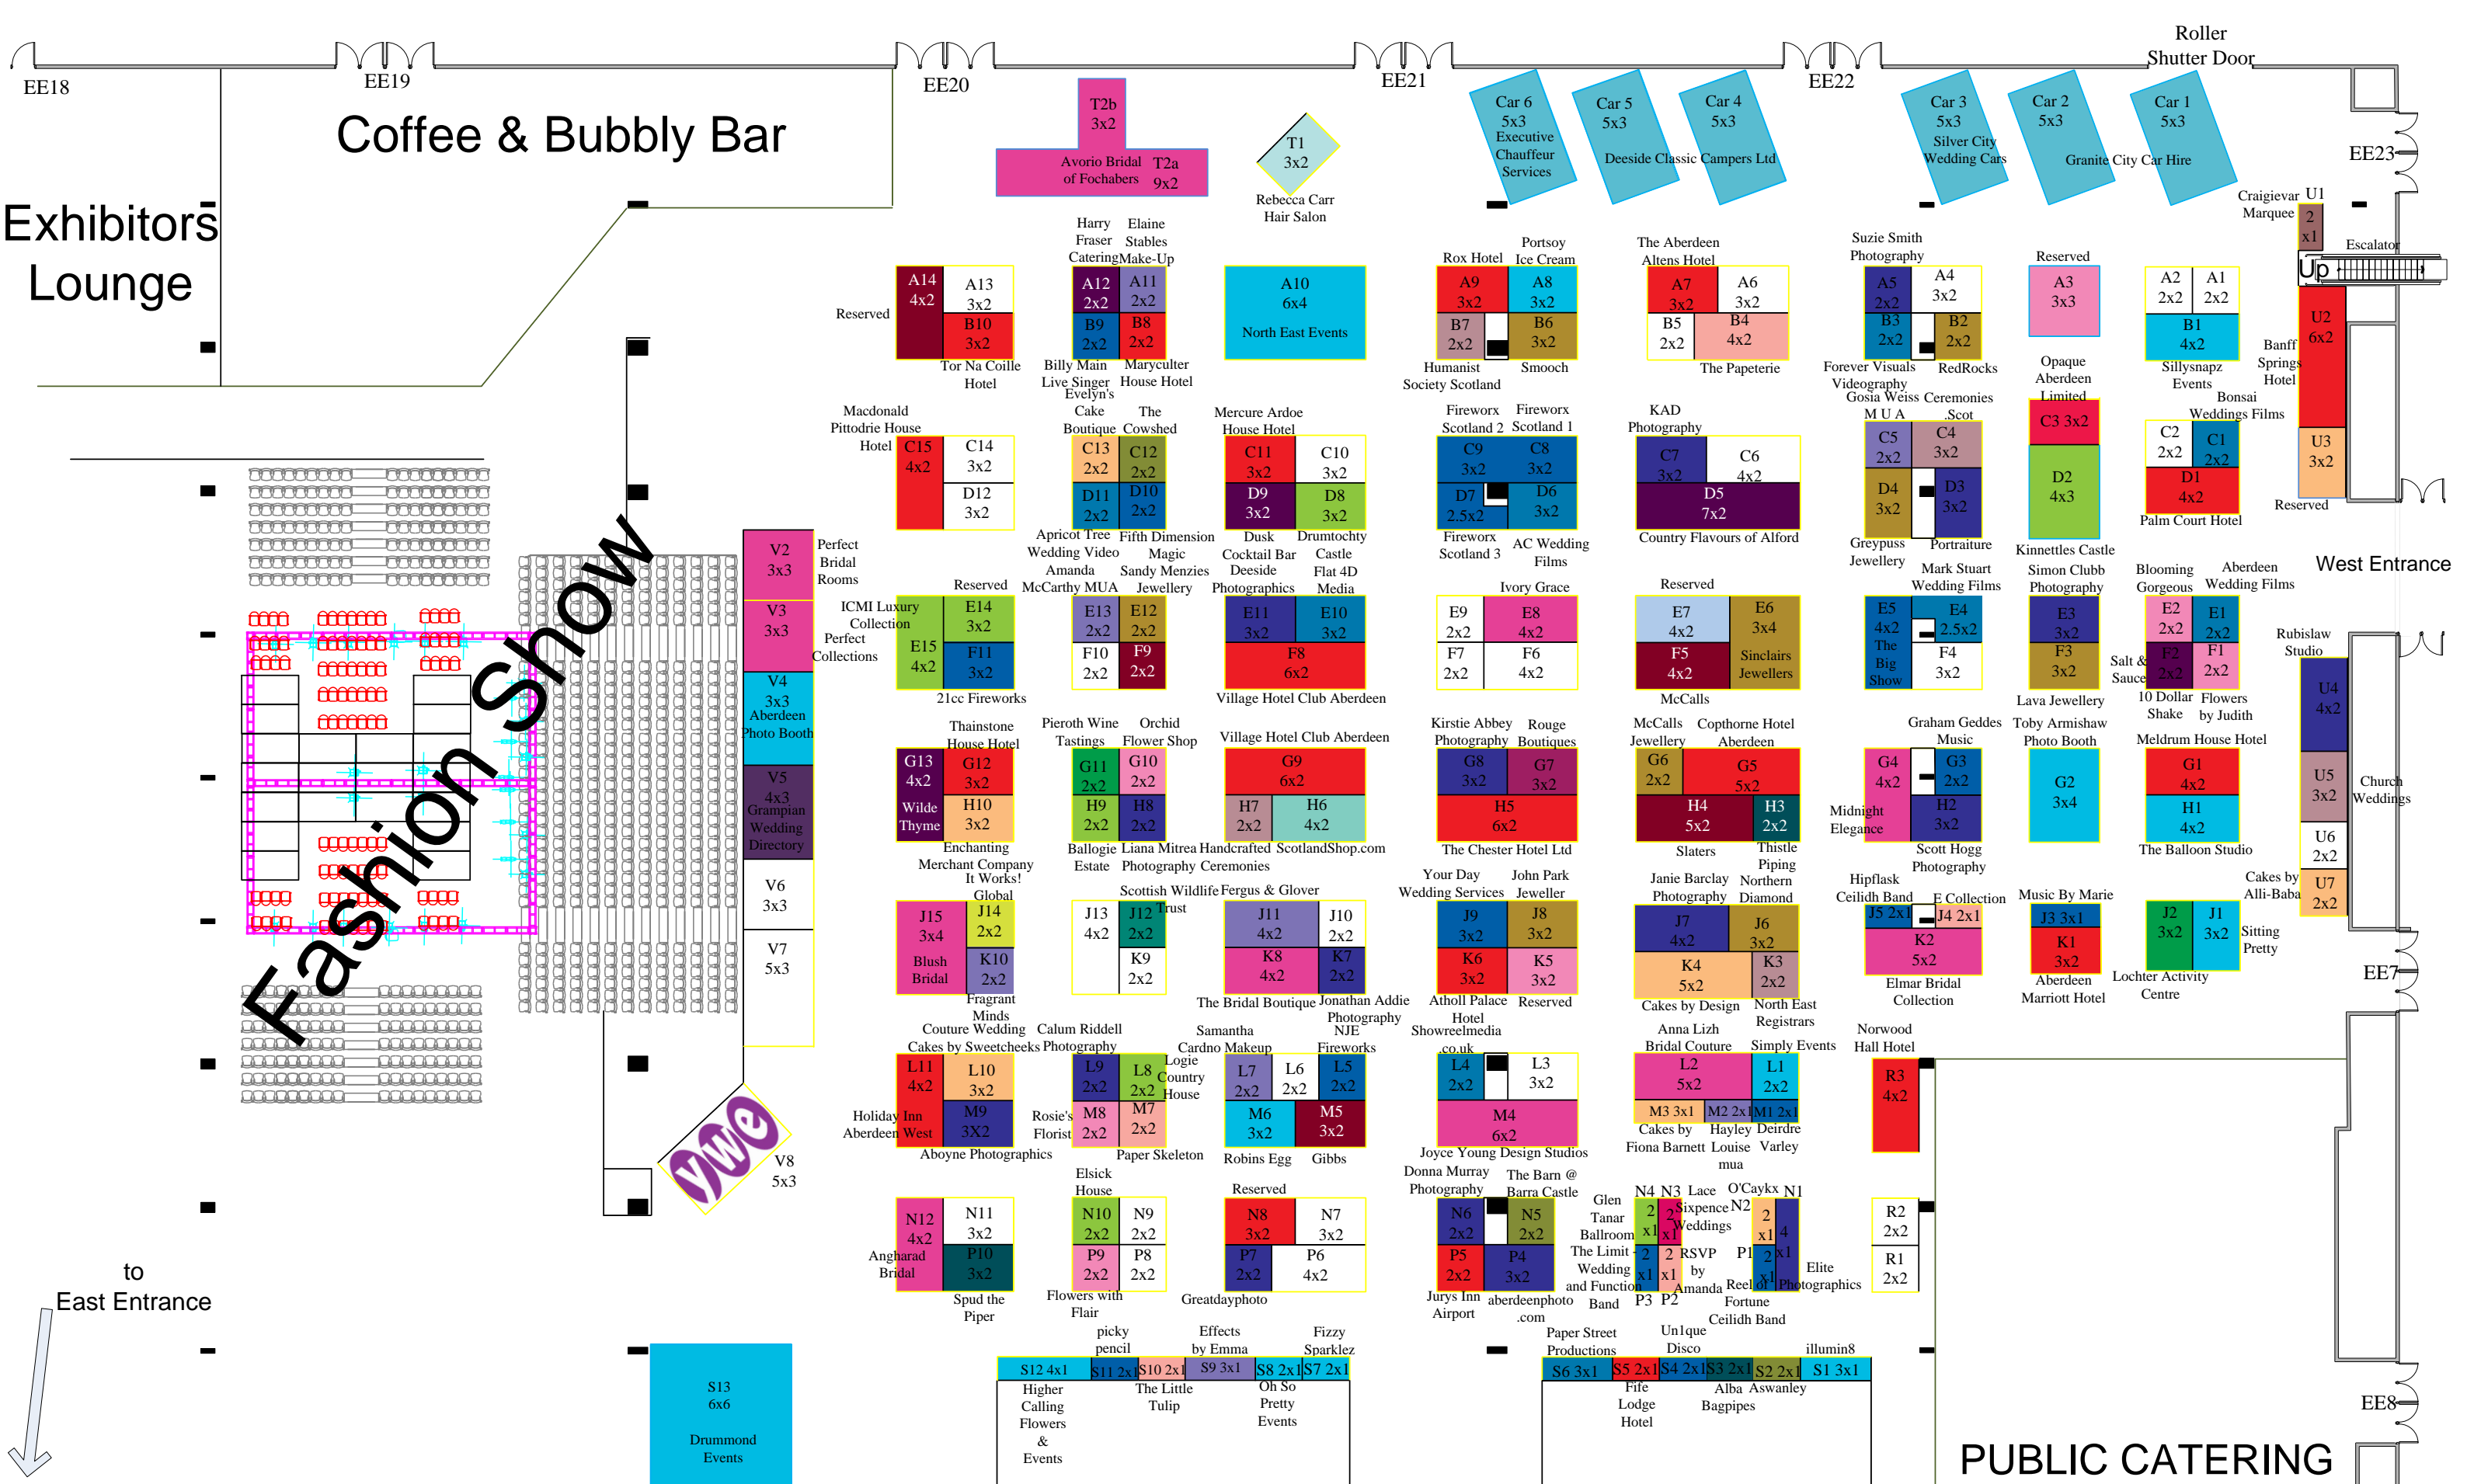 Roller
Shutter Door
EE18
EE19
EE20
EE21
EE22
EE23
Coffee & Bubbly Bar
Exhibitors
Lounge
T2b
3x2
Avorio Bridal
of Fochabers
T2a
9x2
T1
3x2
Rebecca Carr
Hair Salon
Car 6
5x3
Executive
Chauffeur
Services
Car 5
5x3
Car 4
5x3
Deeside Classic Campers Ltd
Car 3
5x3
Silver City
Wedding Cars
Car 2
5x3
Car 1
5x3
Granite City Car Hire
Craigievar
Marquee
U1
2
x1
Escalator
Up
Harry
Fraser
Catering
Elaine
Stables
Make-Up
Rox Hotel
Portsoy
Ice Cream
The Aberdeen
Altens Hotel
Suzie Smith
Photography
Reserved
A14
4x2
A13
3x2
A12
2x2
A11
2x2
A10
6x4
North East Events
A9
3x2
A8
3x2
A7
3x2
A6
3x2
A5
2x2
A4
3x2
A3
3x3
A2
2x2
A1
2x2
Reserved
B10
3x2
B9
2x2
B8
2x2
B7
2x2
B6
3x2
B5
2x2
B4
4x2
B3
2x2
B2
2x2
B1
4x2
U2
6x2
Banff
Springs
Hotel
Tor Na Coille
Hotel
Billy Main
Live Singer
Maryculter
House Hotel
Humanist
Society Scotland
Smooch
The Papeterie
Forever Visuals
Videography
RedRocks
Opaque
Aberdeen
Limited
Sillysnapz
Events
Macdonald
Pittodrie House
Hotel
Evelyn's
Cake
Boutique
The
Cowshed
Mercure Ardoe
House Hotel
Fireworx
Scotland 2
Fireworx
Scotland 1
KAD
Photography
Gosia Weiss
M U A
Ceremonies
.Scot
Bonsai
Weddings Films
C15
4x2
C14
3x2
C13
2x2
C12
2x2
C11
3x2
C10
3x2
C9
3x2
C8
3x2
C7
3x2
C6
4x2
C5
2x2
C4
3x2
C3 3x2
C2
2x2
C1
2x2
U3
3x2
Reserved
D12
3x2
D11
2x2
D10
2x2
D9
3x2
D8
3x2
D7
2.5x2
D6
3x2
D5
7x2
D4
3x2
D3
3x2
D2
4x3
D1
4x2
Apricot Tree
Wedding Video
Fifth Dimension
Magic
Dusk
Cocktail Bar
Drumtochty
Castle
Fireworx
Scotland 3
AC Wedding
Films
Country Flavours of Alford
Greypuss
Jewellery
Portraiture
Kinnettles Castle
Palm Court Hotel
West Entrance
V2
3x3
Perfect
Bridal
Rooms
V3
3x3
Perfect
Collections
V4
3x3
Aberdeen
Photo Booth
V5
4x3
Grampian
Wedding
Directory
V6
3x3
V7
5x3
Fashion Show
ICMI Luxury
Collection
Reserved
Amanda
McCarthy MUA
Sandy Menzies
Jewellery
Deeside
Photographics
Flat 4D
Media
Ivory Grace
Reserved
Mark Stuart
Wedding Films
Simon Clubb
Photography
Blooming
Gorgeous
Aberdeen
Wedding Films
E15
4x2
E14
3x2
E13
2x2
E12
2x2
E11
3x2
E10
3x2
E9
2x2
E8
4x2
E7
4x2
E6
3x4
Sinclairs
Jewellers
E5
4x2
The
Big
Show
E4
2.5x2
E3
3x2
E2
2x2
E1
2x2
F11
3x2
F10
2x2
F9
2x2
F8
6x2
F7
2x2
F6
4x2
F5
4x2
F4
3x2
F3
3x2
F2
2x2
F1
2x2
Salt &
Sauce
Rubislaw
Studio
U4
4x2
21cc Fireworks
Village Hotel Club Aberdeen
McCalls
Lava Jewellery
10 Dollar
Shake
Flowers
by Judith
Thainstone
House Hotel
Pieroth Wine
Tastings
Orchid
Flower Shop
Village Hotel Club Aberdeen
Kirstie Abbey
Photography
Rouge
Boutiques
McCalls
Jewellery
Copthorne Hotel
Aberdeen
Graham Geddes
Music
Toby Armishaw
Photo Booth
Meldrum House Hotel
G13
4x2
Wilde
Thyme
G12
3x2
G11
2x2
G10
2x2
G9
6x2
G8
3x2
G7
3x2
G6
2x2
G5
5x2
G4
4x2
G3
2x2
G2
3x4
G1
4x2
U5
3x2
Church
Weddings
H10
3x2
H9
2x2
H8
2x2
H7
2x2
H6
4x2
H5
6x2
H4
5x2
H3
2x2
Midnight
Elegance
H2
3x2
H1
4x2
U6
2x2
Enchanting
Merchant Company
Ballogie
Estate
Liana Mitrea
Photography
Handcrafted
Ceremonies
ScotlandShop.com
The Chester Hotel Ltd
Slaters
Thistle
Piping
Scott Hogg
Photography
The Balloon Studio
Cakes by
Alli-Baba
U7
2x2
It Works!
Global
Scottish Wildlife
Trust
Fergus & Glover
Your Day
Wedding Services
John Park
Jeweller
Janie Barclay
Photography
Northern
Diamond
Hipflask
Ceilidh Band
E Collection
Music By Marie
J15
3x4
Blush
Bridal
J14
2x2
J13
4x2
J12
2x2
J11
4x2
J10
2x2
J9
3x2
J8
3x2
J7
4x2
J6
3x2
J5 2x1
J4 2x1
J3 3x1
J2
3x2
J1
3x2
Sitting
Pretty
K10
2x2
K9
2x2
K8
4x2
K7
2x2
K6
3x2
K5
3x2
K4
5x2
K3
2x2
K2
5x2
K1
3x2
EE7
Fragrant
Minds
The Bridal Boutique
Jonathan Addie
Photography
Atholl Palace
Hotel
Reserved
Cakes by Design
North East
Registrars
Elmar Bridal
Collection
Aberdeen
Marriott Hotel
Lochter Activity
Centre
Couture Wedding
Cakes by Sweetcheeks
Calum Riddell
Photography
Samantha
Cardno Makeup
NJE
Fireworks
Showreelmedia
.co.uk
Anna Lizh
Bridal Couture
Simply Events
Norwood
Hall Hotel
L11
4x2
L10
3x2
L9
2x2
L8
2x2
Logie
Country
House
L7
2x2
L6
2x2
L5
2x2
L4
2x2
L3
3x2
L2
5x2
L1
2x2
R3
4x2
Holiday Inn
Aberdeen West
M9
3X2
Rosie's
Florist
M8
2x2
M7
2x2
M6
3x2
M5
3x2
M4
6x2
M3 3x1
M2 2x1
M1 2x1
ywe
V8
5x3
Aboyne Photographics
Paper Skeleton
Robins Egg
Gibbs
Joyce Young Design Studios
Cakes by
Fiona Barnett
Hayley
Louise
mua
Deirdre
Varley
Elsick
House
Reserved
Donna Murray
Photography
The Barn @
Barra Castle
Glen
Tanar
Ballroom
N4
N3
Lace
Sixpence
Weddings
O'Caykx
N2
N1
N12
4x2
N11
3x2
N10
2x2
N9
2x2
N8
3x2
N7
3x2
N6
2x2
N5
2x2
2
x1
2
x1
2
x1
4
x1
R2
2x2
Angharad
Bridal
P10
3x2
P9
2x2
P8
2x2
P7
2x2
P6
4x2
P5
2x2
P4
3x2
The Limit -
Wedding
and Function
Band
2
x1
2
x1
P3
P2
RSVP
by
Amanda
P1
2
x1
Reel of
Fortune
Ceilidh Band
Elite
Photographics
R1
2x2
Spud the
Piper
Flowers with
Flair
Greatdayphoto
Jurys Inn
Airport
aberdeenphoto
.com
to
East Entrance
picky
pencil
Effects
by Emma
Fizzy
Sparklez
Paper Street
Productions
Un1que
Disco
illumin8
S13
6x6
Drummond
Events
S12 4x1
S11 2x1
S10 2x1
S9 3x1
S8 2x1
S7 2x1
S6 3x1
S5 2x1
S4 2x1
S3 2x1
S2 2x1
S1 3x1
Higher
Calling
Flowers
&
Events
The Little
Tulip
Oh So
Pretty
Events
Fife
Lodge
Hotel
Alba
Bagpipes
Aswanley
EE8
PUBLIC CATERING